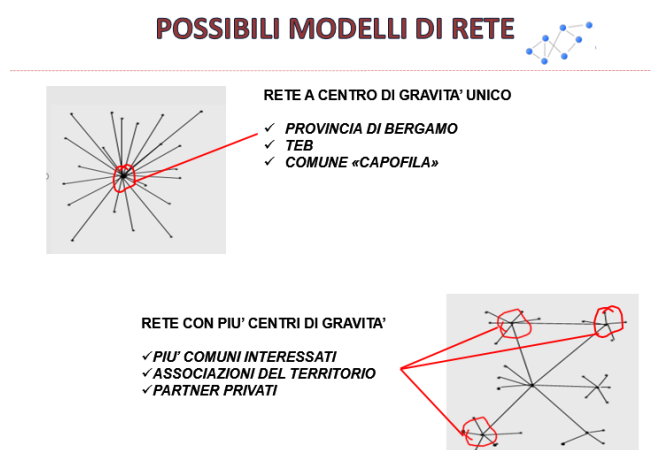 POSSIBILI MODELLI DI RETE
RETE A CENTRO DI GRAVITA' UNICO
✓ PROVINCIA DI BERGAMO
✓ TEB
✓ COMUNE «CAPOFILA»
RETE CON PIU' CENTRI DI GRAVITA'
✓PIU' COMUNI INTERESSATI
✓ASSOCIAZIONI DEL TERRITORIO
✓PARTNER PRIVATI